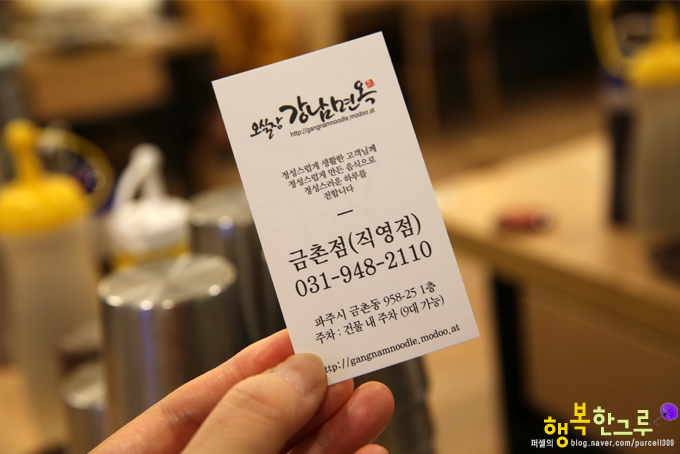 오쓸장 강남면옥
http://gangnamnoodle.modoo.at
정성스럽게 생활한 고객님께
정성스럽게 만든 음식으로
정성스러운 하루를
전합니다
금촌점(직영점)
031-948-2110
파주시 금촌동 958-25 1층
주차 : 건물 내 주차 (9대 가능)
http://gangnamnoodle.modoo.at
퍼셀의 행복한그루
blog.naver.com/purcell309